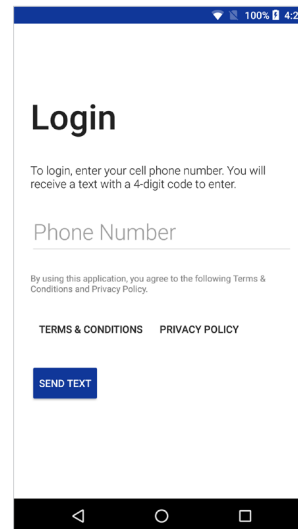 100% 4:2
Login
To login, enter your cell phone number. You will
receive a text with a 4-digit code to enter.
Phone Number
By using this application, you agree to the following Terms &
Conditions and Privacy Policy.
TERMS & CONDITIONS PRIVACY POLICY
SEND TEXT